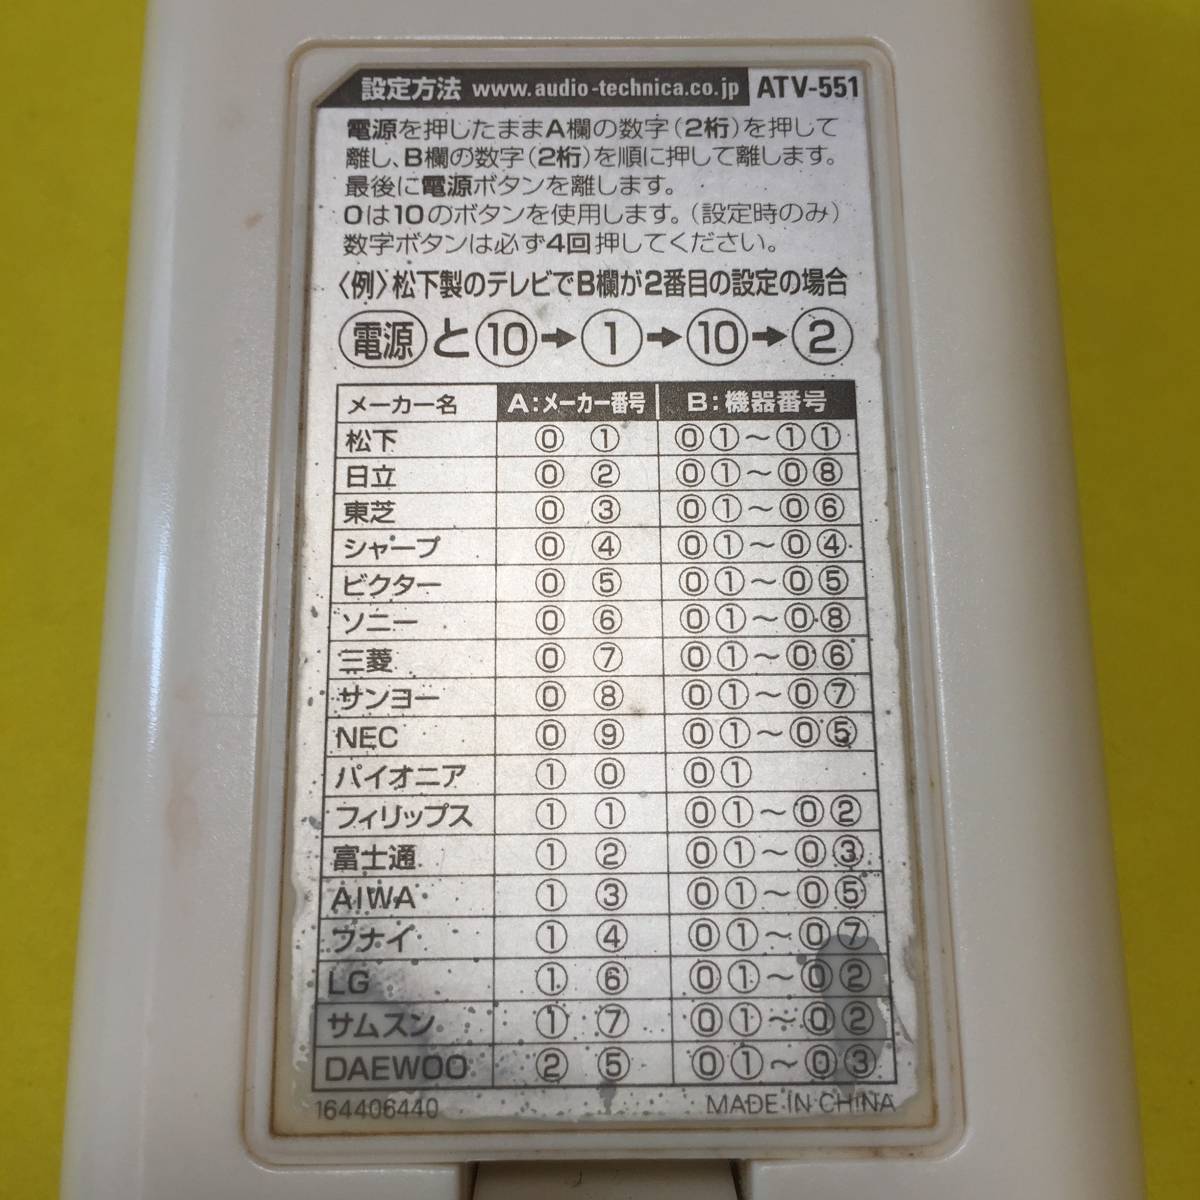 設定方法 www.audio-technica.co.jp ATV-551
電源を押したままA欄の数字(2桁)を押して
離し、B欄の数字(2桁)を順に押して離します。
最後に電源ボタンを離します。
0は10のボタンを使用します。(設定時のみ)
数字ボタンは必ず4回押してください。
〈例〉松下製のテレビでB欄が2番目の設定の場合
電源と⑩→①→⑩→②
メーカー名 A:メーカー番号 B:機器番号
松下 ⓪ ① ⓪①～①①
日立 ⓪ ② ⓪①～⓪⑧
東芝 ⓪ ③ ⓪①～⓪⑥
シャープ ⓪ ④ ⓪①～⓪④
ビクター ⓪ ⑤ ⓪①～⓪⑤
ソニー ⓪ ⑥ ⓪①～⓪⑧
三菱 ⓪ ⑦ ⓪①～⓪⑥
サンヨー ⓪ ⑧ ⓪①～⓪⑦
NEC ⓪ ⑨ ⓪①～⓪⑤
パイオニア ① ⓪ ⓪①
フィリップス ① ① ⓪①～⓪②
富士通 ① ② ⓪①～⓪③
AIWA ① ③ ⓪①～⓪⑤
フナイ ① ④ ⓪①～⓪⑦
LG ① ⑥ ⓪①～⓪②
サムスン ① ⑦ ⓪①～⓪②
DAEWOO ② ⑤ ⓪①～⓪③
164406440 MADE IN CHINA